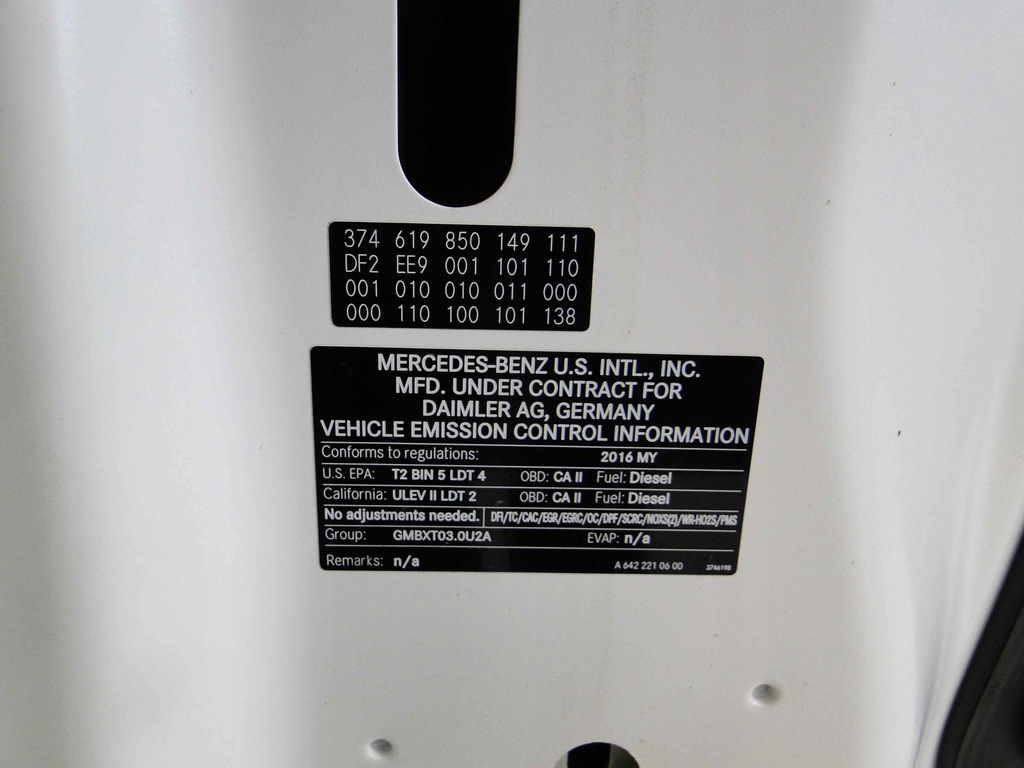 374 619 850 149 111
DF2 EE9 001 101 110
001 010 010 011 000
000 110 100 101 138
MERCEDES-BENZ U.S. INTL., INC.
MFD. UNDER CONTRACT FOR
DAIMLER AG, GERMANY
VEHICLE EMISSION CONTROL INFORMATION
Conforms to regulations: 2016 MY
U.S. EPA: T2 BIN 5 LDT 4 OBD: CA II Fuel: Diesel
California: ULEV II LDT 2 OBD: CA II Fuel: Diesel
No adjustments needed. DFI/TC/CAC/EGR/EGRC/OC/DPF/SCRC/NOXS(2)/WR-HO2S/PMS
Group: GMBXT03.0U2A EVAP: n/a
Remarks: n/a A 642 221 06 00 3746198